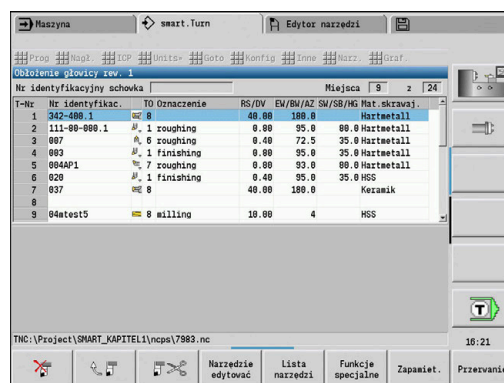 Maszyna smart.Turn Edytor narzędzi
Prog Nagł. ICP Units» Goto Konfig Inne Narz. Graf.
Obłożenie głowicy rew. 1
Nr identyfikacyjny schowka Miejsca 9 z 24
T-Nr Nr identyfikac. TO Oznaczenie RS/DV EW/BW/AZ SW/SB/HG Mat.skrawaj.
1 342-400.1 8 40.00 180.0 Hartmetall
2 111-80-080.1 1 roughing 0.80 95.0 80.0 Hartmetall
3 007 6 roughing 0.40 72.5 35.0 Hartmetall
4 003 1 finishing 0.80 95.0 35.0 Hartmetall
5 004AP1 7 roughing 0.80 93.0 80.0 Hartmetall
6 020 1 finishing 0.40 95.0 35.0 HSS
7 037 8 40.00 180.0 Keramik
8
9 04mtest5 8 milling 10.00 4 HSS
TNC:\Project\SMART_KAPITEL1\ncps\7983.nc
16:21
T
Narzedzie edytować
Lista narzędzi
Funkcje specjalne
Zapamiet.
Przerwani